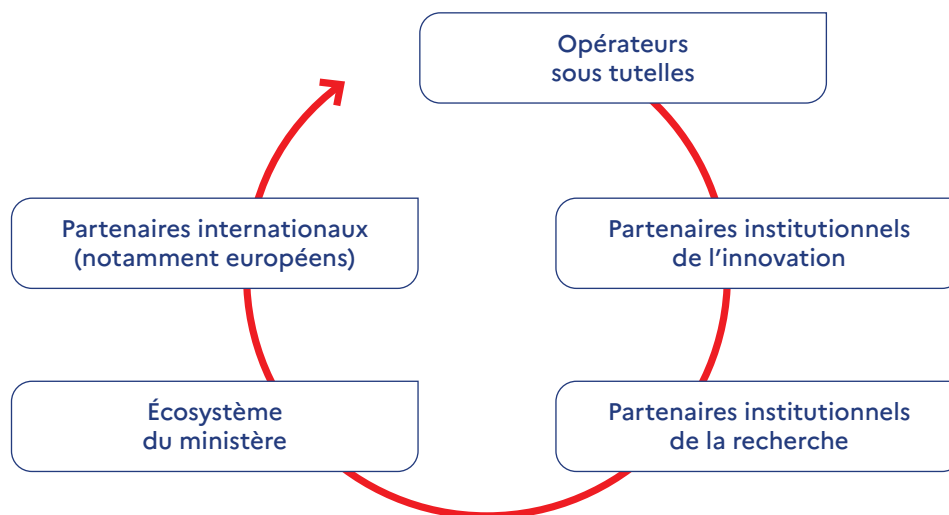 Opérateurs
sous tutelles
Partenaires internationaux
(notamment européens)
Partenaires institutionnels
de l’innovation
Écosystème
du ministère
Partenaires institutionnels
de la recherche